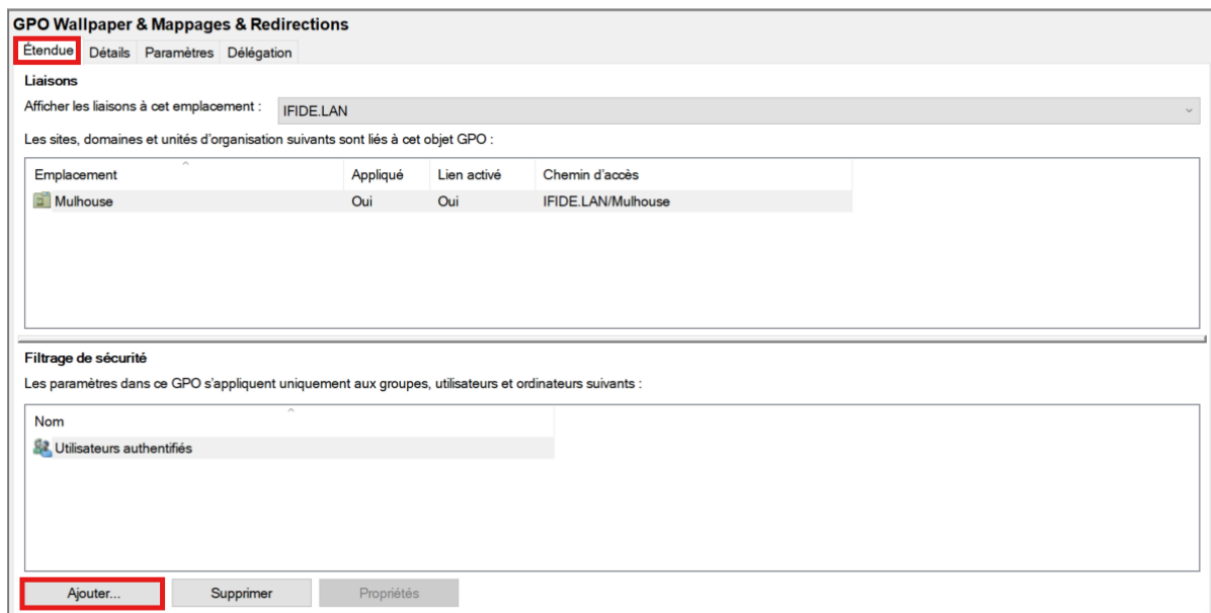 GPO Wallpaper & Mappages & Redirections
Étendue Détails Paramètres Délégation
Liaisons
Afficher les liaisons à cet emplacement : IFIDE.LAN
Les sites, domaines et unités d'organisation suivants sont liés à cet objet GPO :
Emplacement Appliqué Lien activé Chemin d'accès
Mulhouse Oui Oui IFIDE.LAN/Mulhouse
Filtrage de sécurité
Les paramètres dans ce GPO s'appliquent uniquement aux groupes, utilisateurs et ordinateurs suivants :
Nom
Utilisateurs authentifiés
Ajouter... Supprimer Propriétés